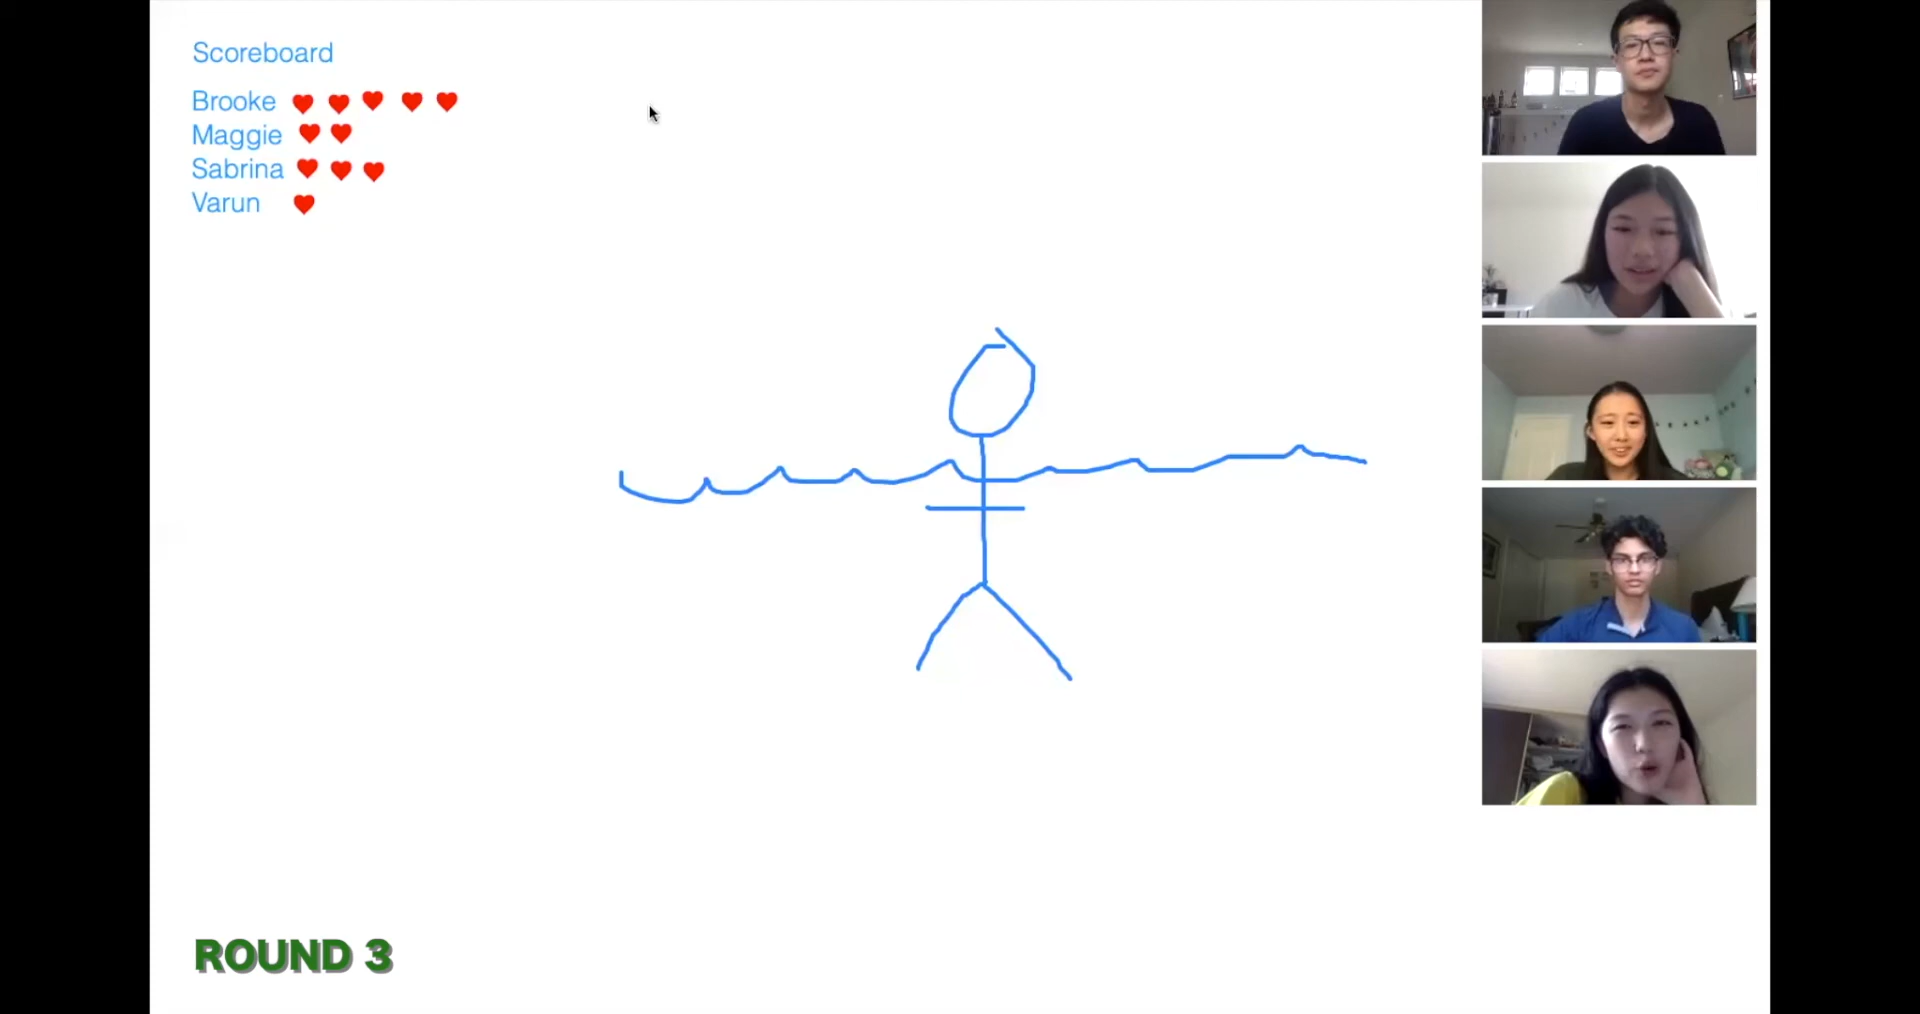 Scoreboard
Brooke ♥ ♥ ♥ ♥ ♥
Maggie ♥ ♥
Sabrina ♥ ♥ ♥
Varun ♥
ROUND 3